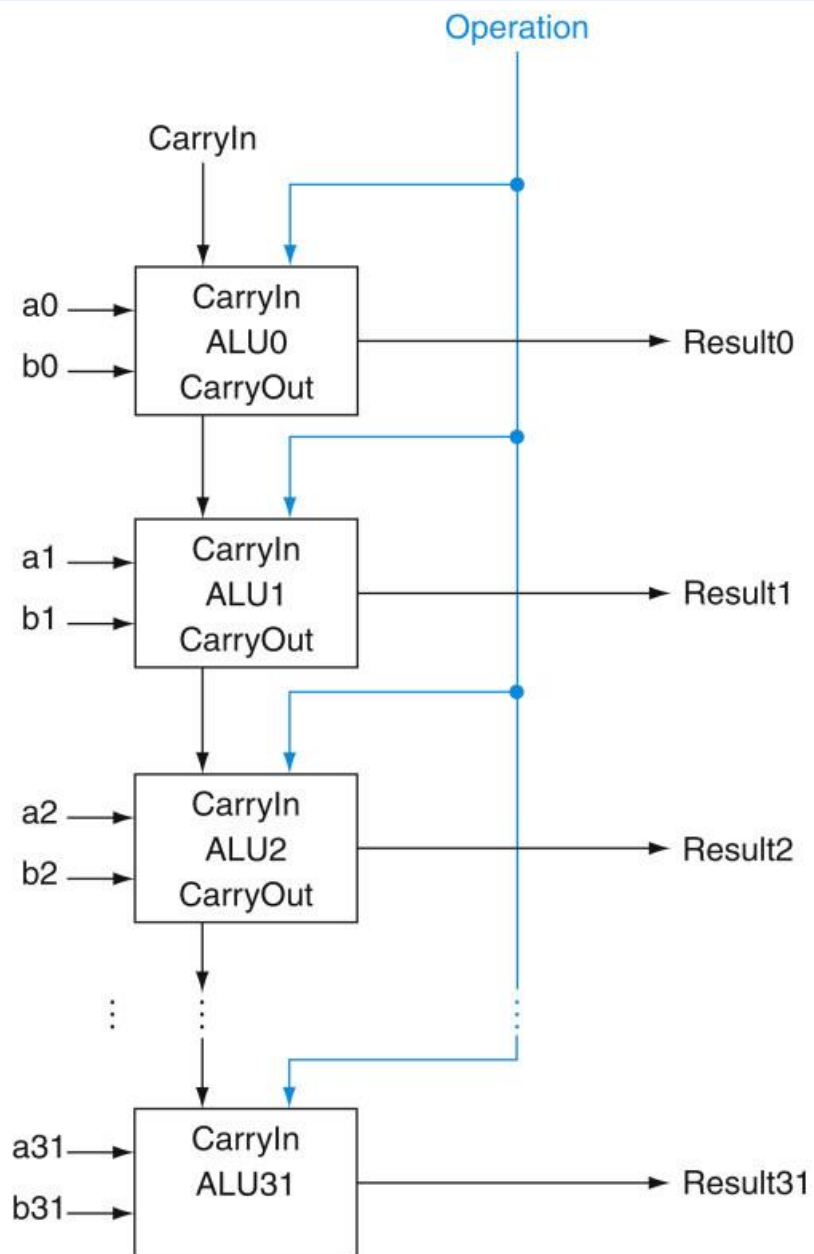 Operation
CarryIn
a0
CarryIn
ALU0
Result0
b0
CarryOut
a1
CarryIn
ALU1
Result1
b1
CarryOut
a2
CarryIn
ALU2
Result2
b2
CarryOut
a31
CarryIn
ALU31
Result31
b31